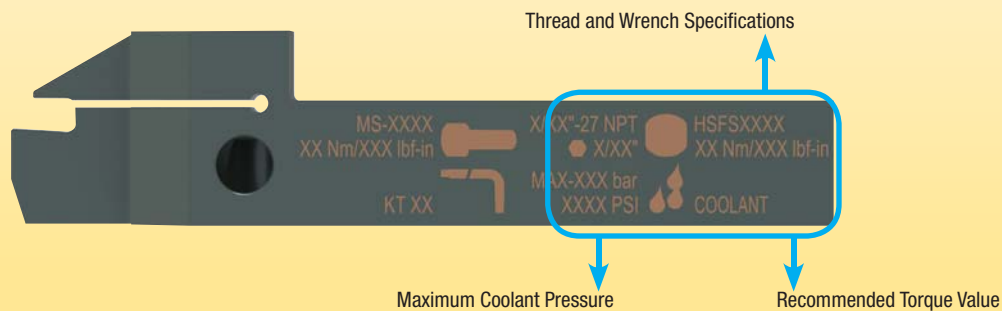 Thread and Wrench Specifications
MS-XXXX
XX Nm/XXX lbf-in
KT XX
X/XX"-27 NPT
X/XX"
MAX-XXX bar
XXXX PSI
HSFSXXXX
XX Nm/XXX lbf-in
COOLANT
Maximum Coolant Pressure
Recommended Torque Value